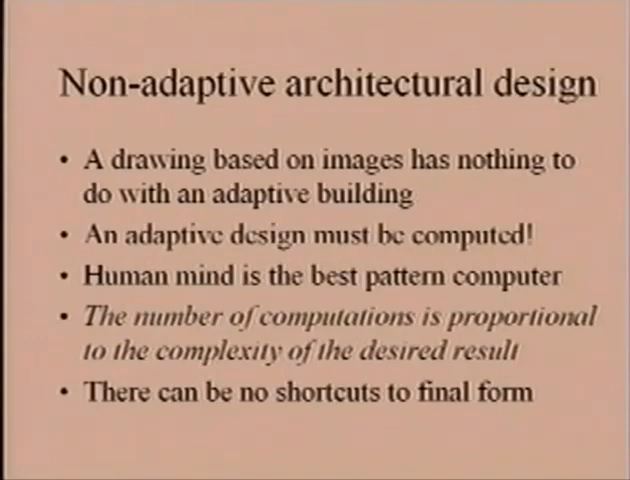 Non-adaptive architectural design
• A drawing based on images has nothing to
do with an adaptive building
• An adaptive design must be computed!
• Human mind is the best pattern computer
• The number of computations is proportional
to the complexity of the desired result
• There can be no shortcuts to final form